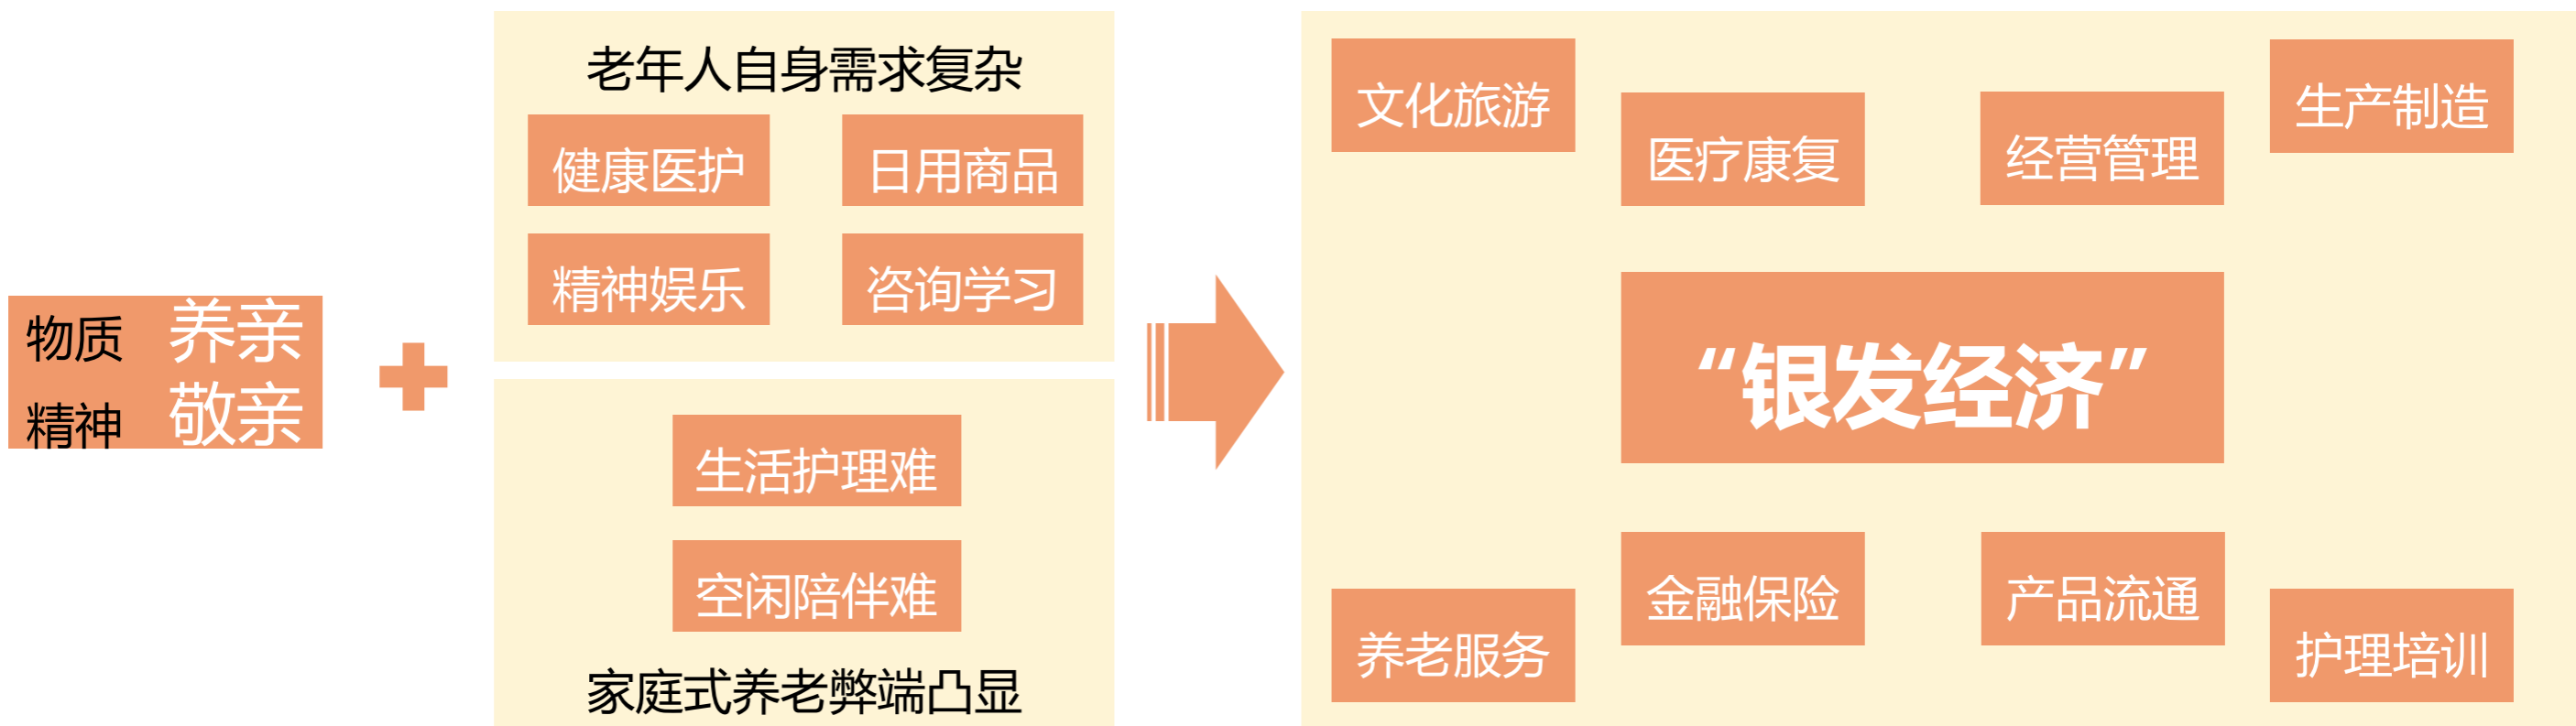 物质 养亲
精神 敬亲
老年人自身需求复杂
健康医护 日用商品
精神娱乐 咨询学习
生活护理难
空闲陪伴难
家庭式养老弊端凸显
文化旅游 医疗康复 经营管理 生产制造
“银发经济”
养老服务 金融保险 产品流通 护理培训